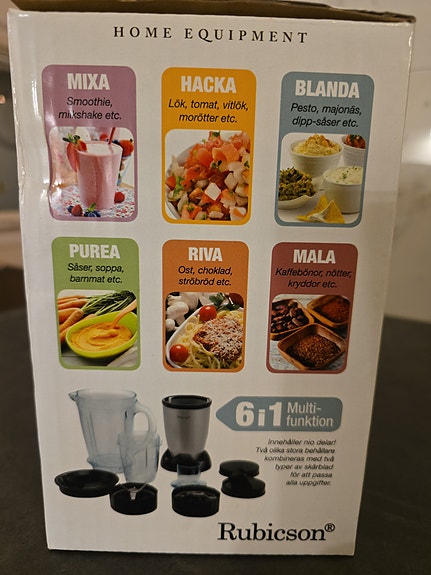 HOME EQUIPMENT
MIXA
Smoothie,
milkshake etc.
HACKA
Lök, tomat, vitlök,
morötter etc.
BLANDA
Pesto, majonäs,
dipp-såser etc.
PUREA
Såser, soppa,
barnmat etc.
RIVA
Ost, choklad,
ströbröd etc.
MALA
Kaffebönor, nötter,
kryddor etc.
6 i 1 Multi-
funktion
Innehåller nio delar!
Två olika stora behållare
kombineras med två
typer av skärblad
för att passa
alla uppgifter.
Rubicson®